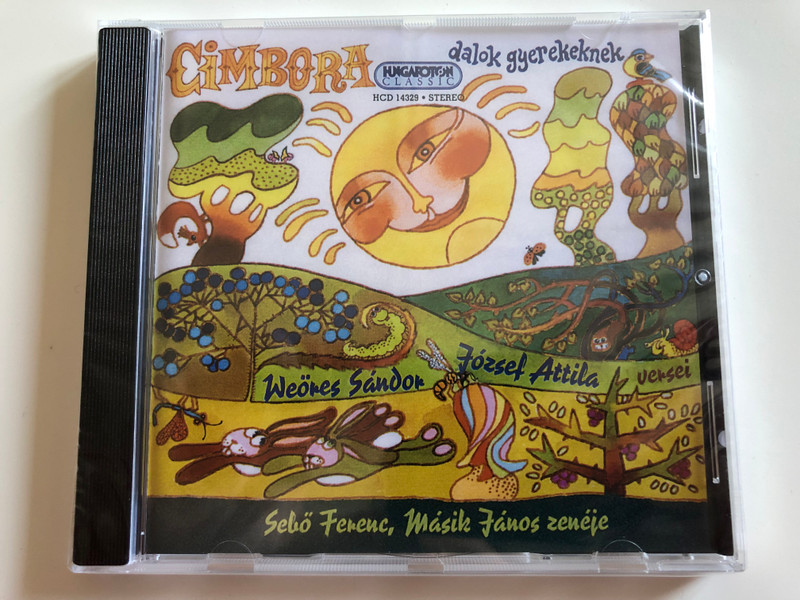 CIMBORA
dalok gyerekeknek
HUNGAROTON
CLASSIC
HCD 14329 • STEREO
Weöres Sándor József Attila versei
Sebő Ferenc, Másik János zenéje